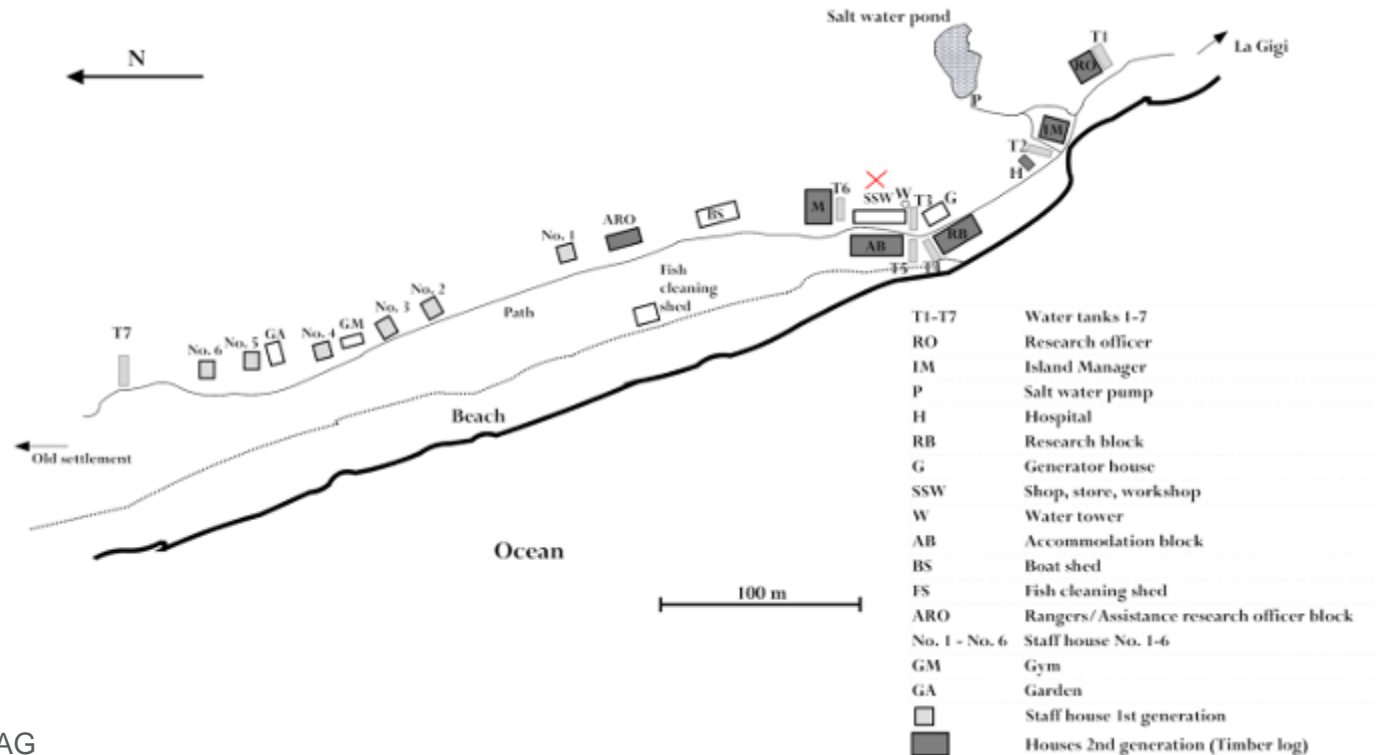 Salt water pond
T1
La Gigi
N
RO
P
IM
T2
H
T6
SSW
W
T3
G
M
ARO
BS
No. 1
AB
RB
T5
Fish
cleaning
shed
No. 2
No. 3
Path
GM
No. 4
GA
No. 5
No. 6
T7
Beach
Old settlement
Ocean
100 m
T1-T7 Water tanks 1-7
RO Research officer
IM Island Manager
P Salt water pump
H Hospital
RB Research block
G Generator house
SSW Shop, store, workshop
W Water tower
AB Accommodation block
BS Boat shed
FS Fish cleaning shed
ARO Rangers/Assistance research officer block
No. 1 - No. 6 Staff house No. 1-6
GM Gym
GA Garden
Staff house 1st generation
Houses 2nd generation (Timber log)
AG